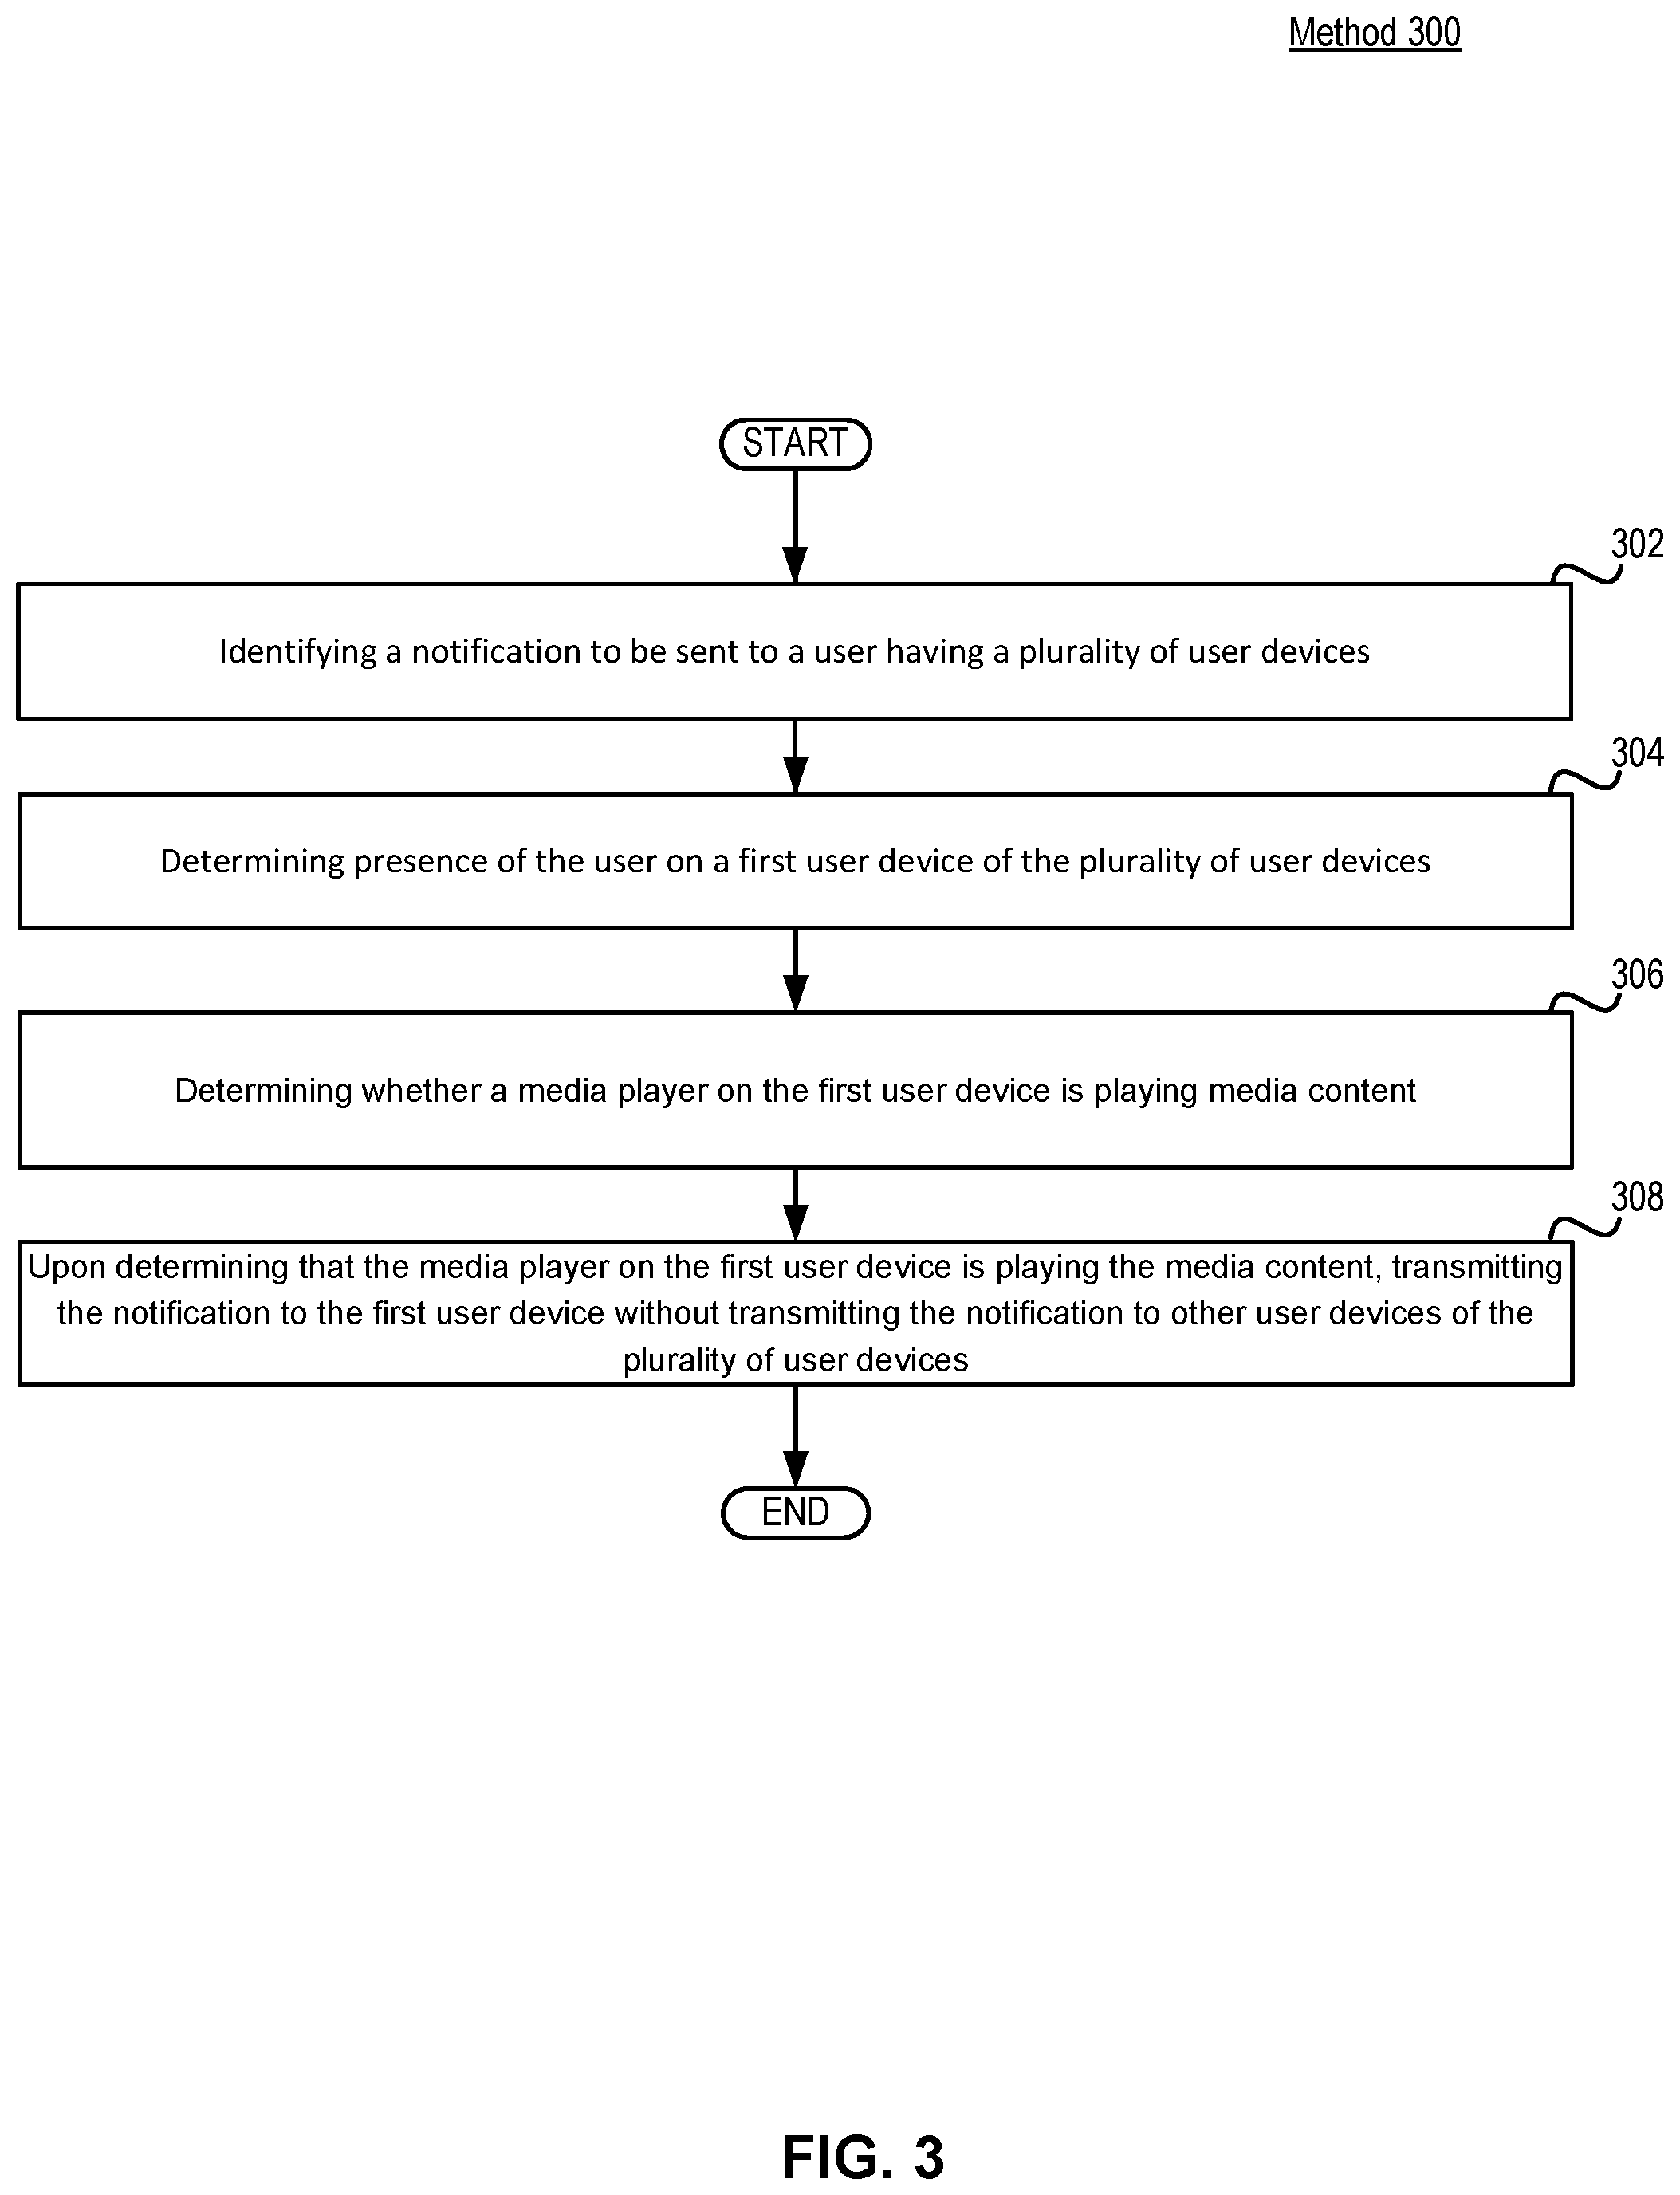 Method 300
START
302
Identifying a notification to be sent to a user having a plurality of user devices
304
Determining presence of the user on a first user device of the plurality of user devices
306
Determining whether a media player on the first user device is playing media content
308
Upon determining that the media player on the first user device is playing the media content, transmitting
the notification to the first user device without transmitting the notification to other user devices of the
plurality of user devices
END
FIG. 3